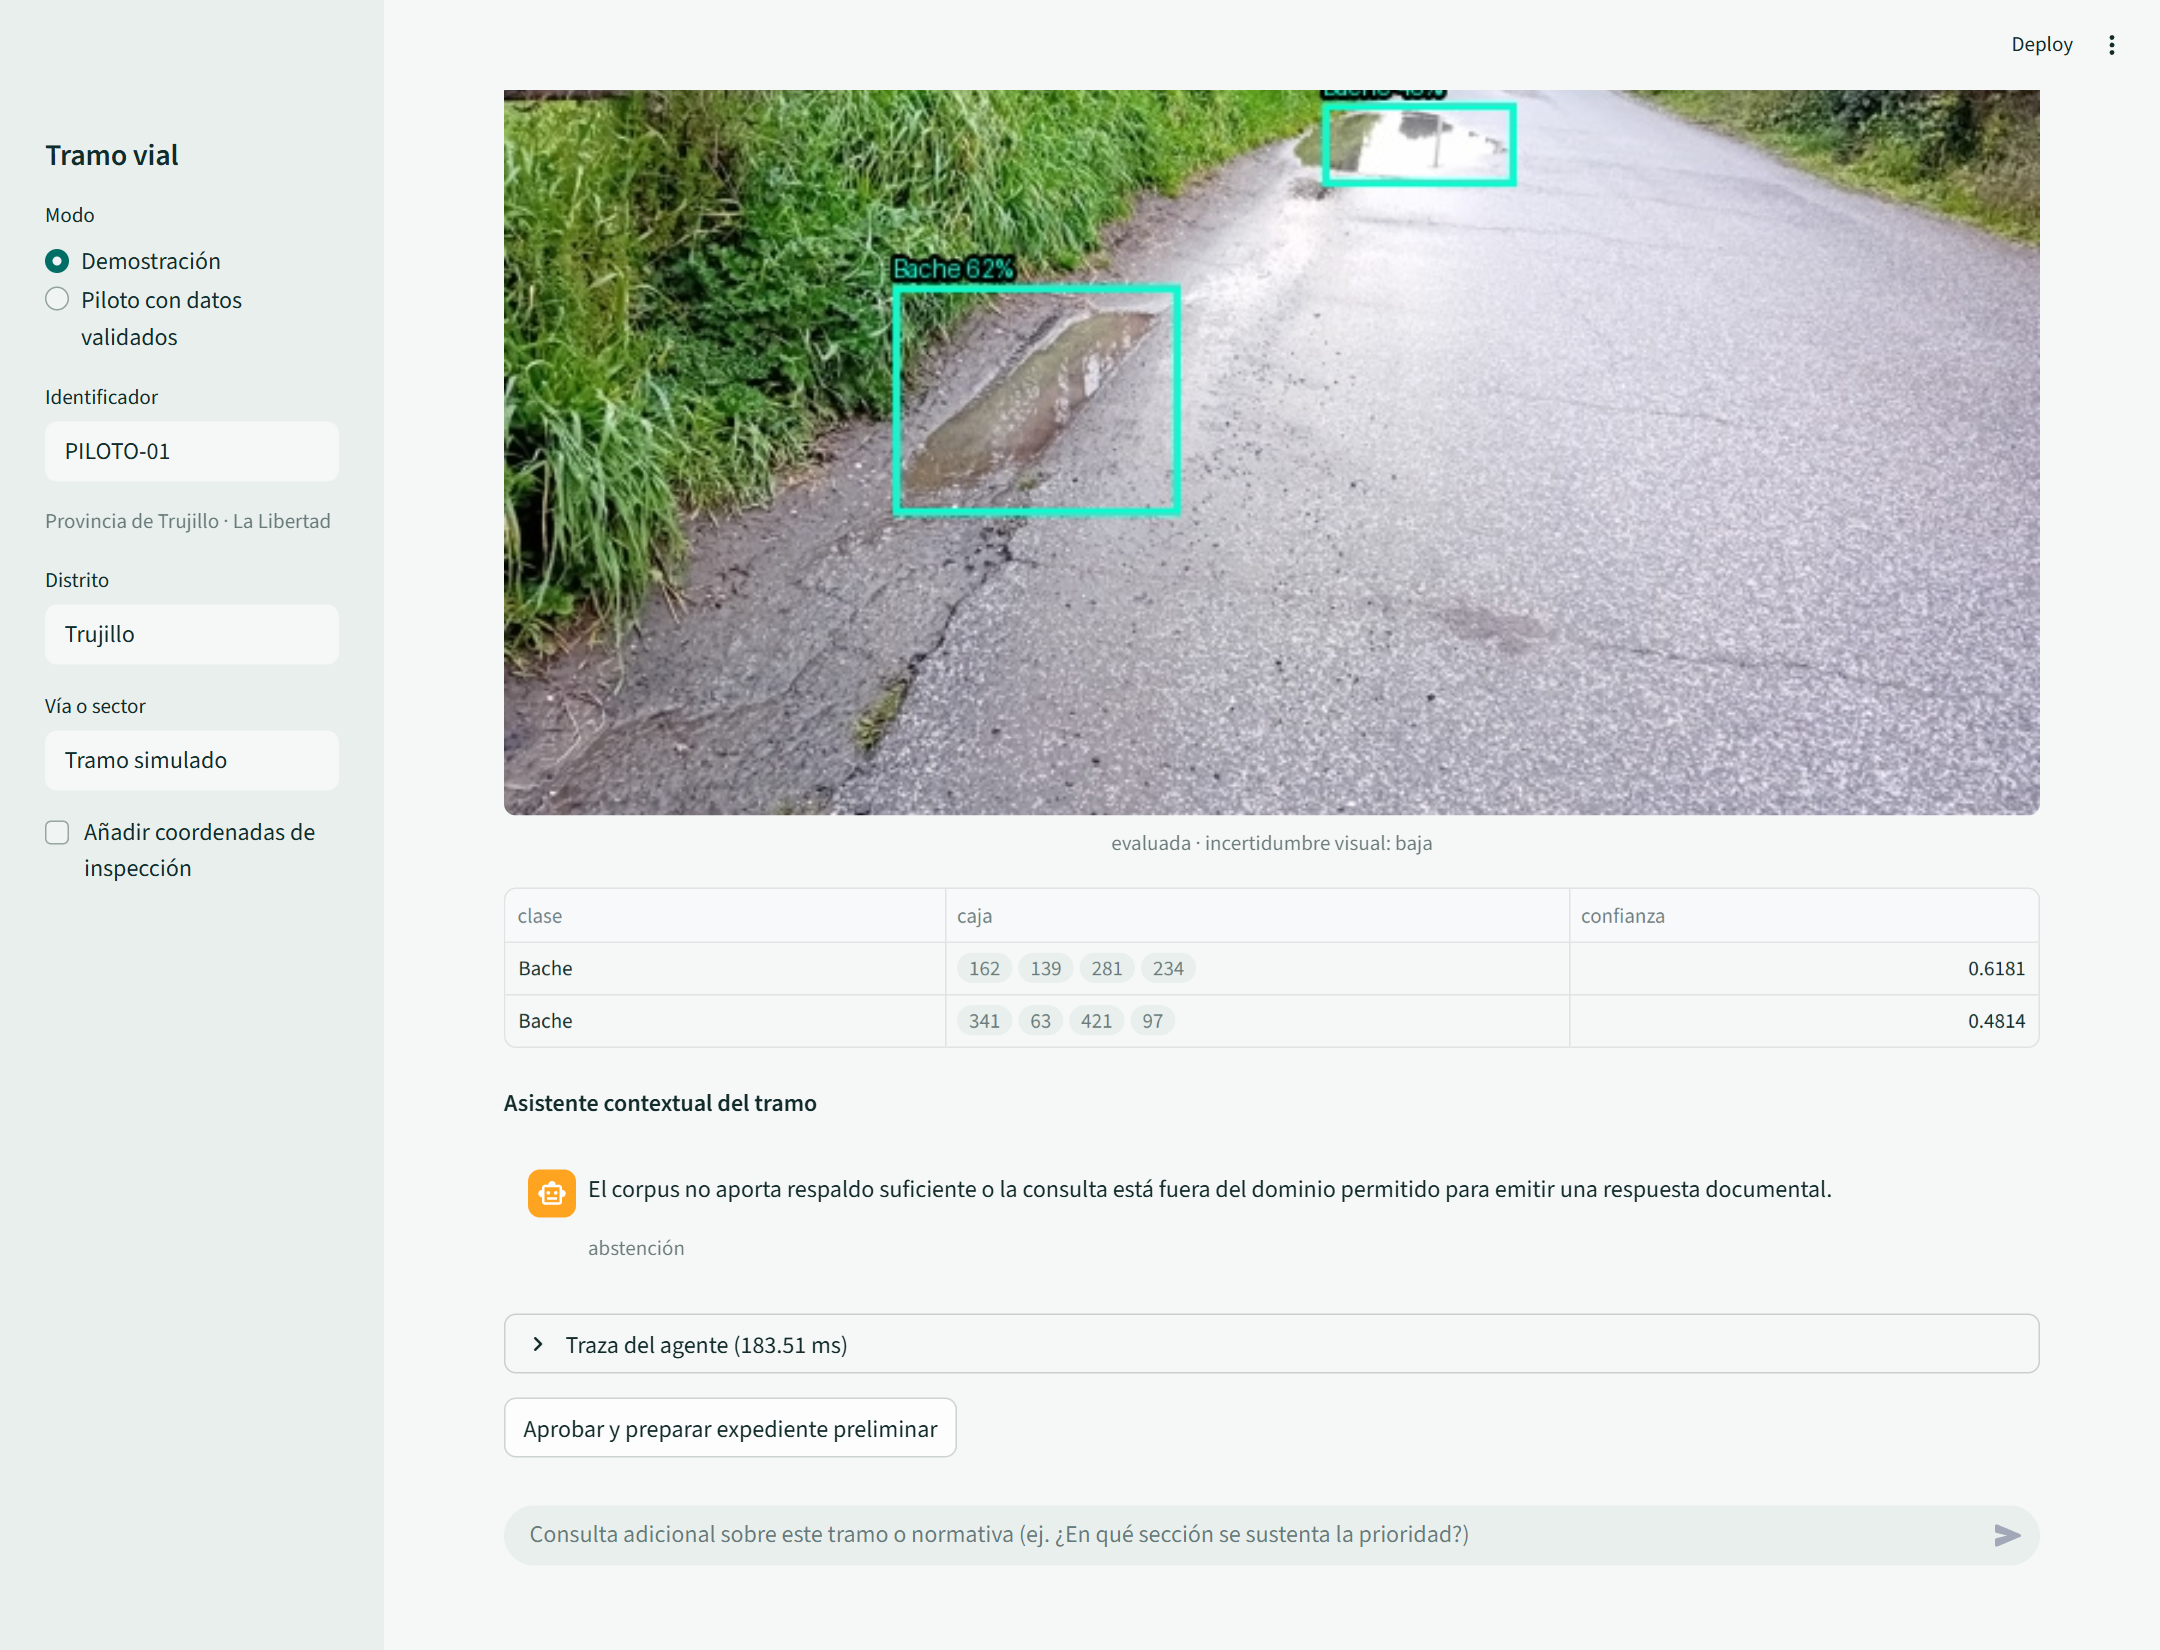 Deploy
Tramo vial
Modo
Demostración
Piloto con datos
validados
Identificador
PILOTO-01
Provincia de Trujillo · La Libertad
Distrito
Trujillo
Vía o sector
Tramo simulado
Añadir coordenadas de
inspección
Bache 62%
evaluada · incertidumbre visual: baja
clase caja confianza
Bache 162 139 281 234 0.6181
Bache 341 63 421 97 0.4814
Asistente contextual del tramo
El corpus no aporta respaldo suficiente o la consulta está fuera del dominio permitido para emitir una respuesta documental.
abstención
Traza del agente (183.51 ms)
Aprobar y preparar expediente preliminar
Consulta adicional sobre este tramo o normativa (ej. ¿En qué sección se sustenta la prioridad?)